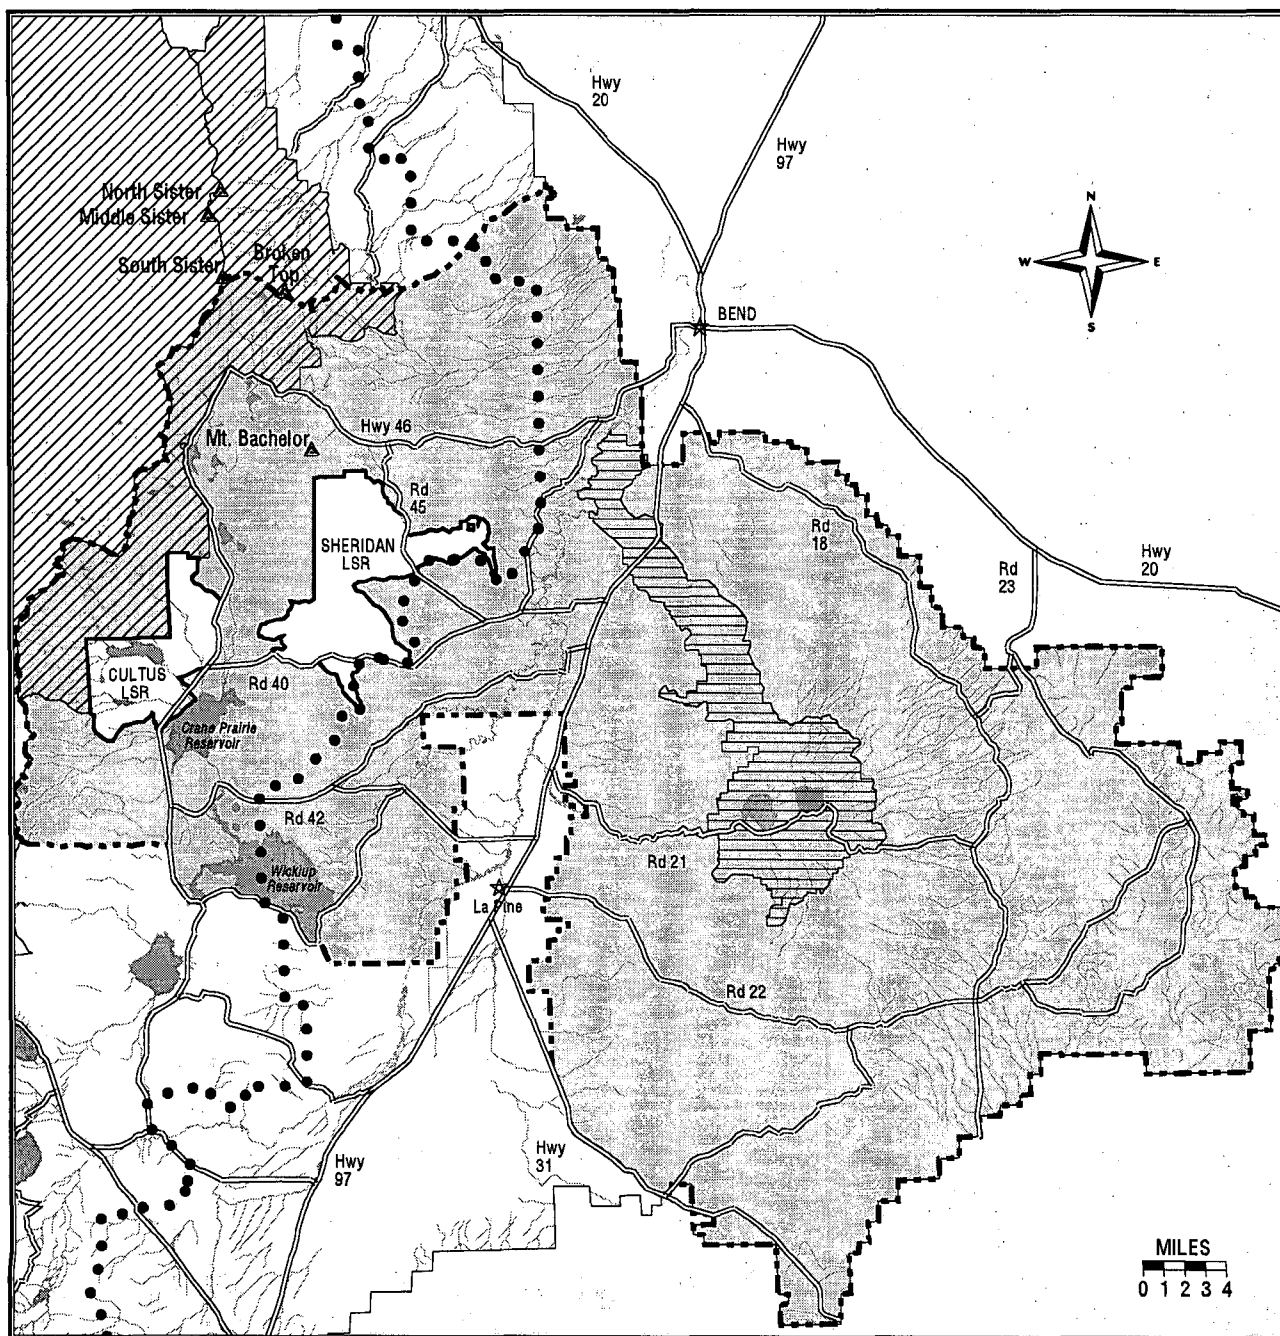 Hwy
20
Hwy
97
North Sister
Middle Sister
South Sister
Broken
Top
N
W
E
S
BEND
Hwy 46
Mt. Bachelor
Rd
45
SHERIDAN
LSR
Rd
18
Rd
23
Hwy
20
CULTUS
LSR
Rd 40
Crane Prairie
Reservoir
Rd 42
Rd 21
Wickiup
Reservoir
La Pine
Rd 22
Hwy
31
Hwy
97
MILES
0 1 2 3 4